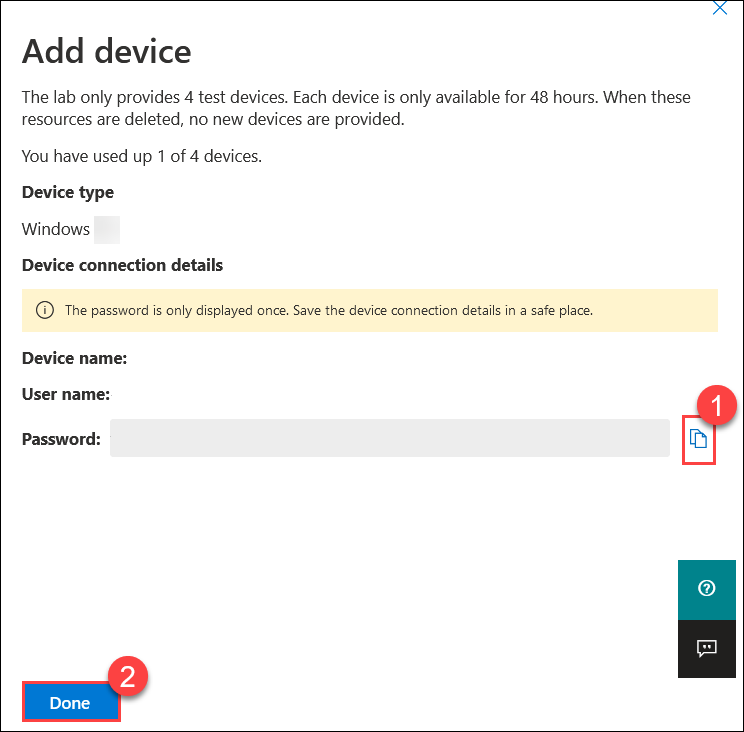 Add device
The lab only provides 4 test devices. Each device is only available for 48 hours. When these
resources are deleted, no new devices are provided.
You have used up 1 of 4 devices.
Device type
Windows
Device connection details
The password is only displayed once. Save the device connection details in a safe place.
Device name:
User name:
1
Password:
2
Done